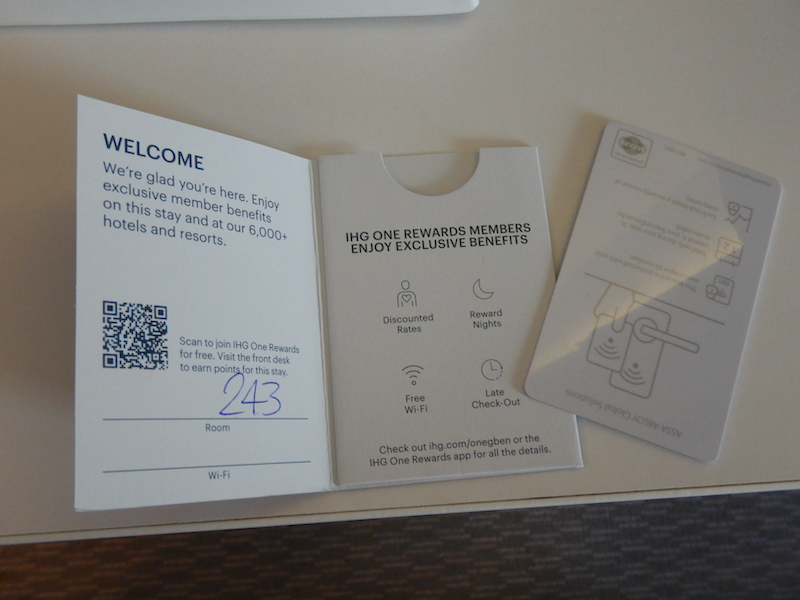 WELCOME
We're glad you're here. Enjoy
exclusive member benefits
on this stay and at our 6,000+
hotels and resorts.
Scan to join IHG One Rewards
for free. Visit the front desk
to earn points for this stay.
243
Room
Wi-Fi
IHG ONE REWARDS MEMBERS
ENJOY EXCLUSIVE BENEFITS
Discounted
Rates
Reward
Nights
Free
Wi-Fi
Late
Check-Out
Check out ihg.com/onegben or the
IHG One Rewards app for all the details.
ASSA ABLOY Global Solutions